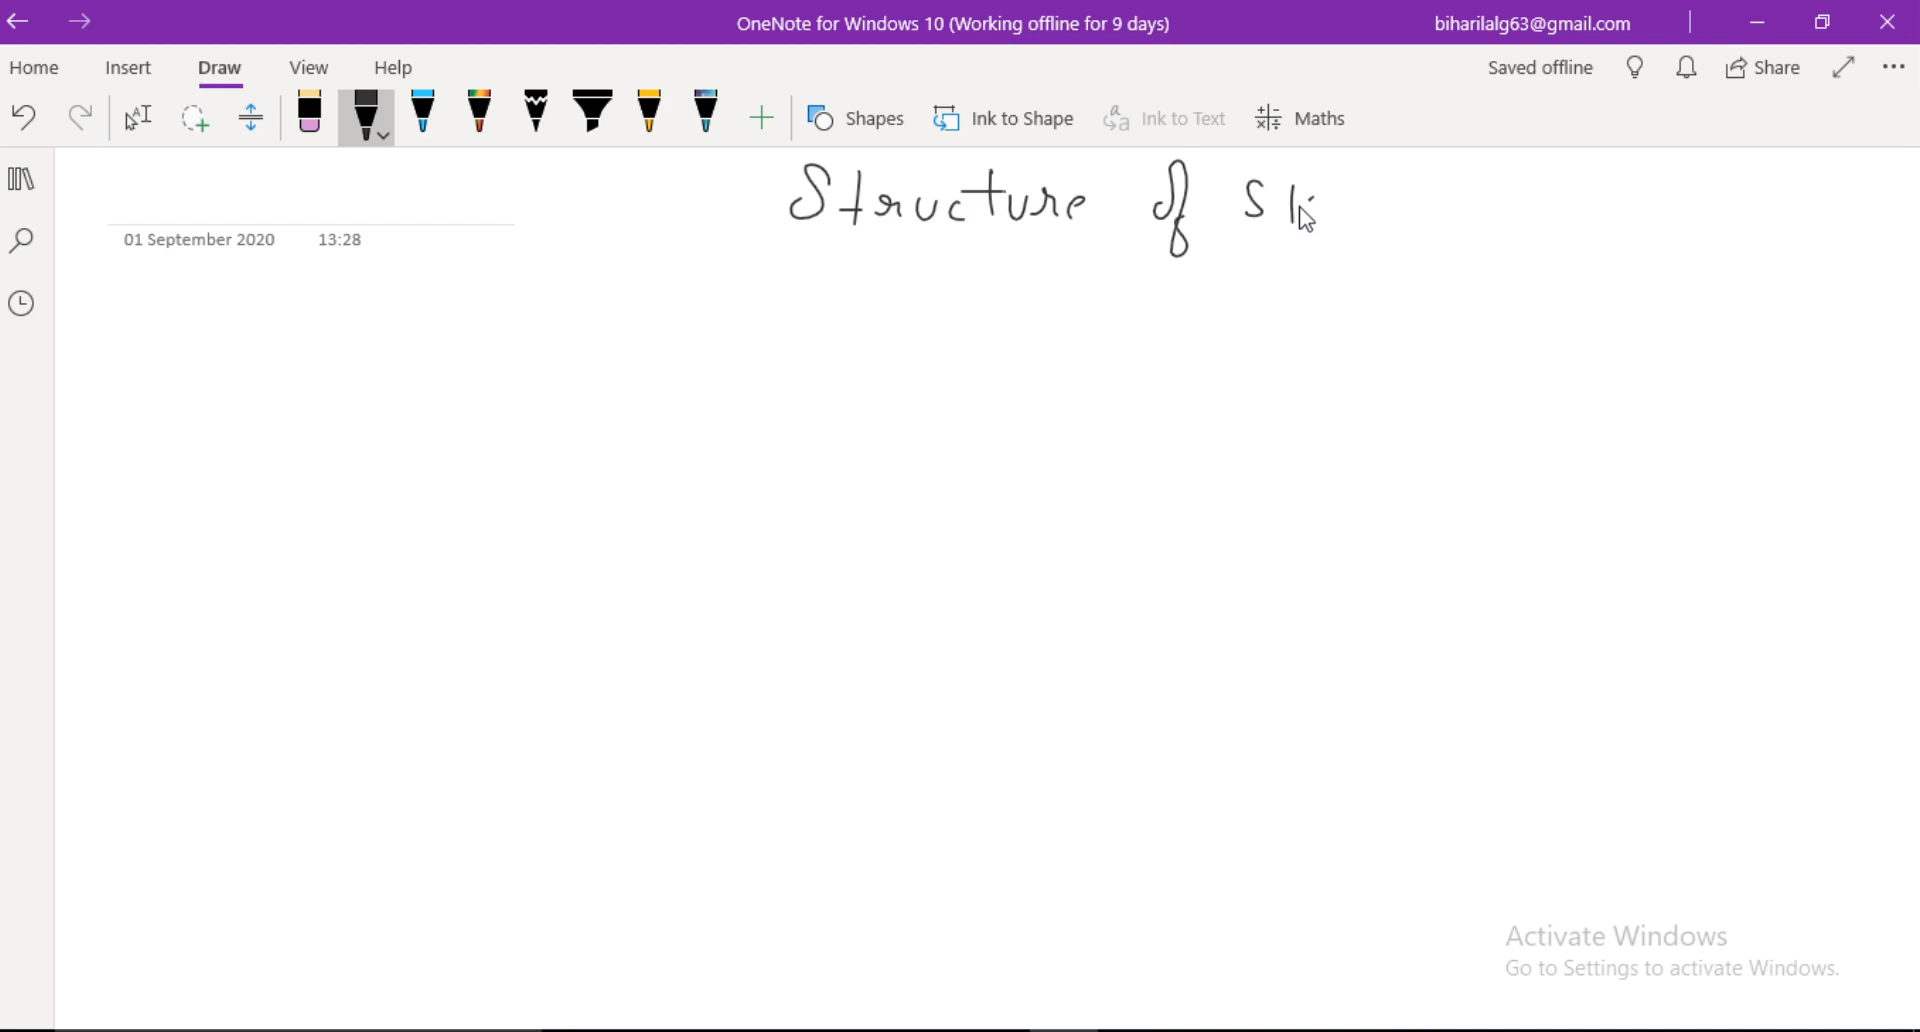 OneNote for Windows 10 (Working offline for 9 days)
biharilalg63@gmail.com
Home Insert Draw View Help
Saved offline Share
Shapes Ink to Shape Ink to Text Maths
Structure of
01 September 2020 13:28
Activate Windows
Go to Settings to activate Windows.